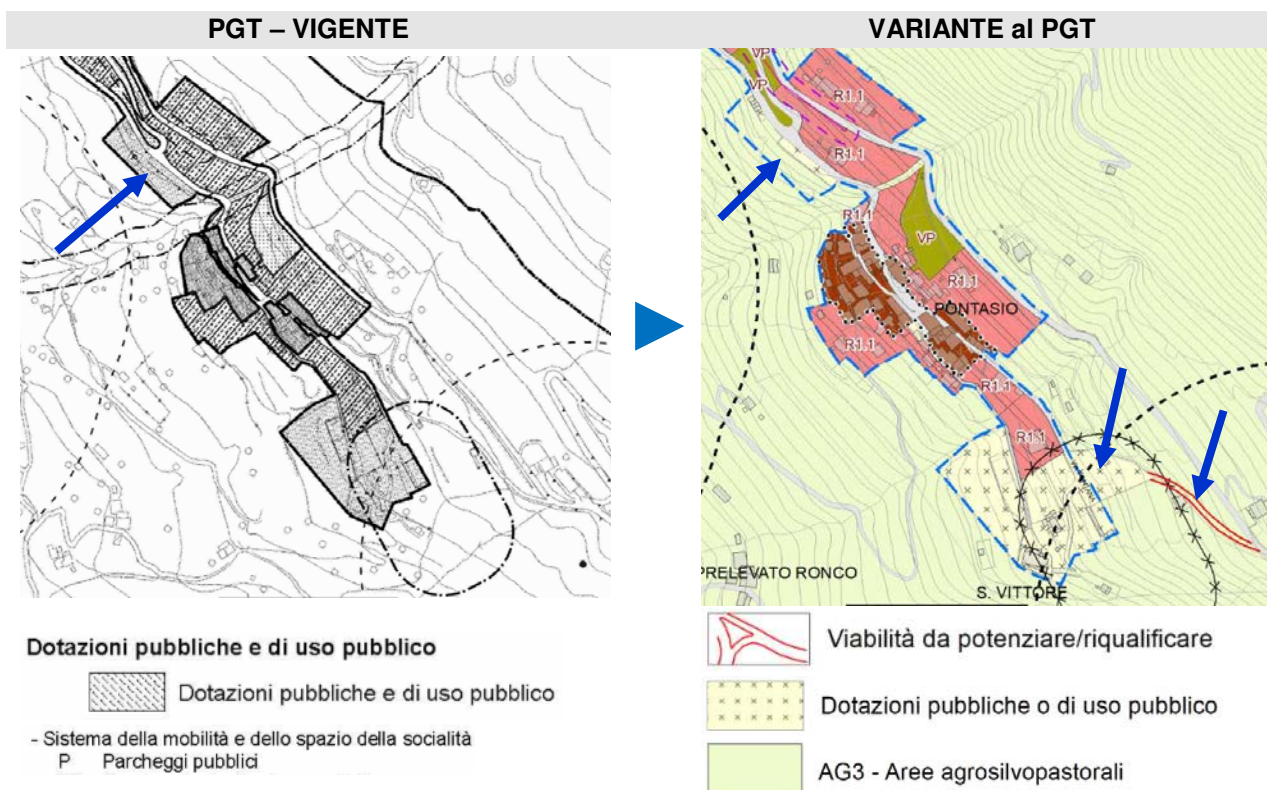 PGT – VIGENTE
VARIANTE al PGT
P
VP
VP
R1.1
R1.1
R1.1
VP
R1.1
PONTASIO
R1.1
R1.1
R1.1
PRELEVATO RONCO
S. VITTORE
Dotazioni pubbliche e di uso pubblico
Dotazioni pubbliche e di uso pubblico
- Sistema della mobilità e dello spazio della socialità
P Parcheggi pubblici
Viabilità da potenziare/riqualificare
Dotazioni pubbliche o di uso pubblico
AG3 - Aree agrosilvopastorali